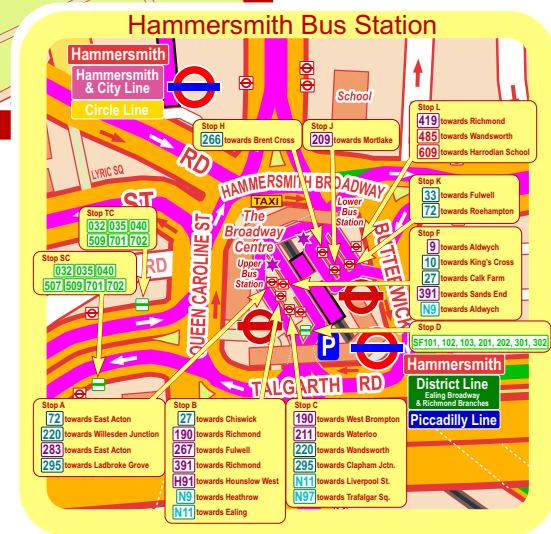 Hammersmith Bus Station
Hammersmith
Hammersmith
& City Line
Circle Line
School
Stop H
266 towards Brent Cross
Stop J
209 towards Mortlake
Stop L
419 towards Richmond
485 towards Wandsworth
609 towards Harrodian School
Stop K
33 towards Fulwell
72 towards Roehampton
Stop F
9 towards Aldwych
10 towards King's Cross
27 towards Calk Farm
391 towards Sands End
N9 towards Aldwych
Stop D
SF101, 102, 103, 201, 202, 301, 302
RD
LYRIC SQ
ST
HAMMERSMITH BROADWAY
TAXI
The
Broadway
Centre
Lower
Bus
Station
Upper
Bus
Station
QUEEN CAROLINE ST
BUTTERWICK
Stop TC
032 035 040
509 701 702
RD
Stop SC
032 035 040
507 509 701 702
P
TALGARTH RD
Hammersmith
District Line
Ealing Broadway
& Richmond Branches
Piccadilly Line
Stop A
72 towards East Acton
220 towards Willesden Junction
283 towards East Acton
295 towards Ladbroke Grove
Stop B
27 towards Chiswick
190 towards Richmond
267 towards Fulwell
391 towards Richmond
H91 towards Hounslow West
N9 towards Heathrow
N11 towards Ealing
Stop C
190 towards West Brompton
211 towards Waterloo
220 towards Wandsworth
295 towards Clapham Jctn.
N11 towards Liverpool St.
N97 towards Trafalgar Sq.